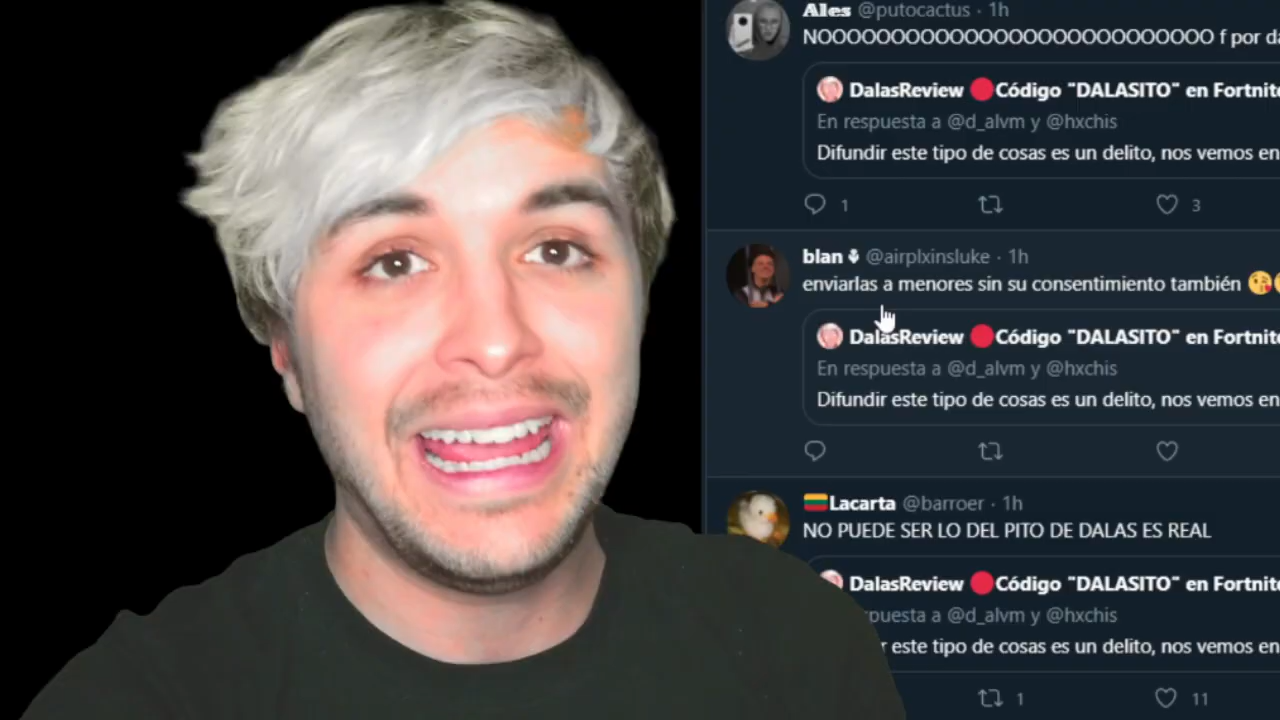 Ales @putocactus · 1h
NOOOOOOOOOOOOOOOOOOOOOOOOOOO f por da
DalasReview 🔴Código "DALASITO" en Fortnite
En respuesta a @d_alvm y @hxchis
Difundir este tipo de cosas es un delito, nos vemos en
1 3
blan @airplxinsluke · 1h
enviarlas a menores sin su consentimiento también 😘
DalasReview 🔴Código "DALASITO" en Fortnite
En respuesta a @d_alvm y @hxchis
Difundir este tipo de cosas es un delito, nos vemos en
🇱🇹Lacarta @barroer · 1h
NO PUEDE SER LO DEL PITO DE DALAS ES REAL
DalasReview 🔴Código "DALASITO" en Fortnite
puesta a @d_alvm y @hxchis
r este tipo de cosas es un delito, nos vemos en
1 11